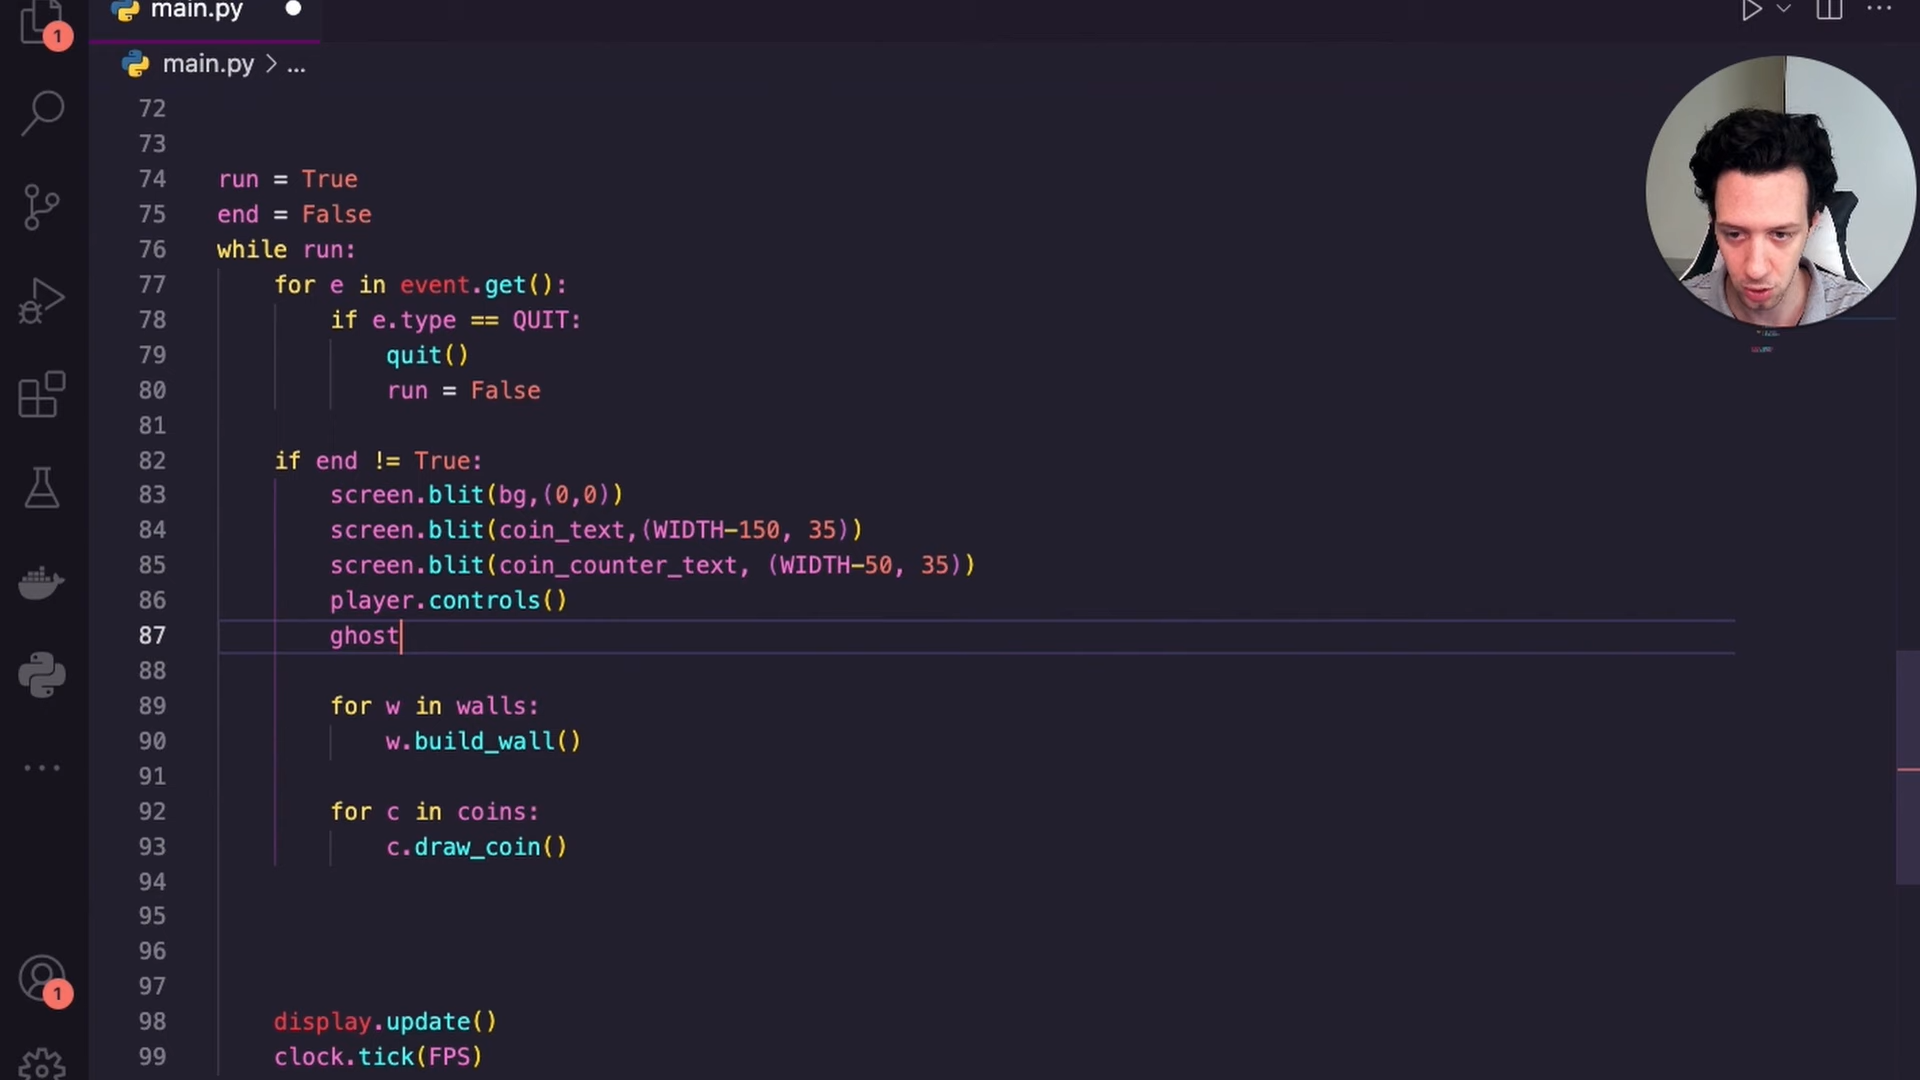 main.py
1
main.py > ...
72
73
74 run = True
75 end = False
76 while run:
77 for e in event.get():
78 if e.type == QUIT:
79 quit()
80 run = False
81
82 if end != True:
83 screen.blit(bg,(0,0))
84 screen.blit(coin_text,(WIDTH-150, 35))
85 screen.blit(coin_counter_text, (WIDTH-50, 35))
86 player.controls()
87 ghost
88
89 for w in walls:
90 w.build_wall()
91
92 for c in coins:
93 c.draw_coin()
94
95
96
97
1
98 display.update()
99 clock.tick(FPS)